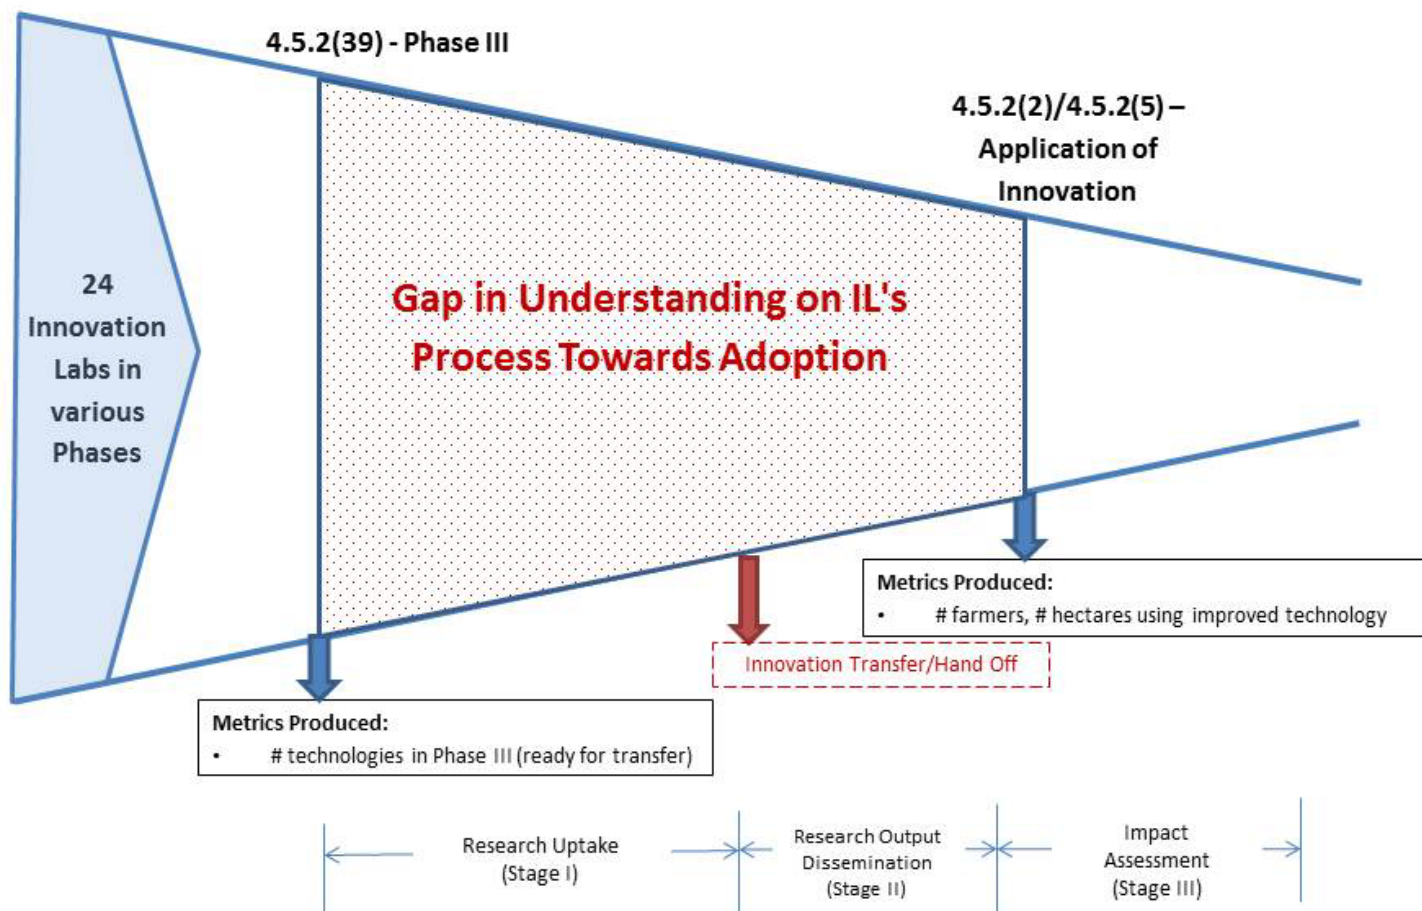 4.5.2(39) - Phase III
4.5.2(2)/4.5.2(5) –
Application of
Innovation
24
Innovation
Labs in
various
Phases
Gap in Understanding on IL's
Process Towards Adoption
Metrics Produced:
• # farmers, # hectares using improved technology
Innovation Transfer/Hand Off
Metrics Produced:
• # technologies in Phase III (ready for transfer)
Research Uptake
(Stage I)
Research Output
Dissemination
(Stage II)
Impact
Assessment
(Stage III)